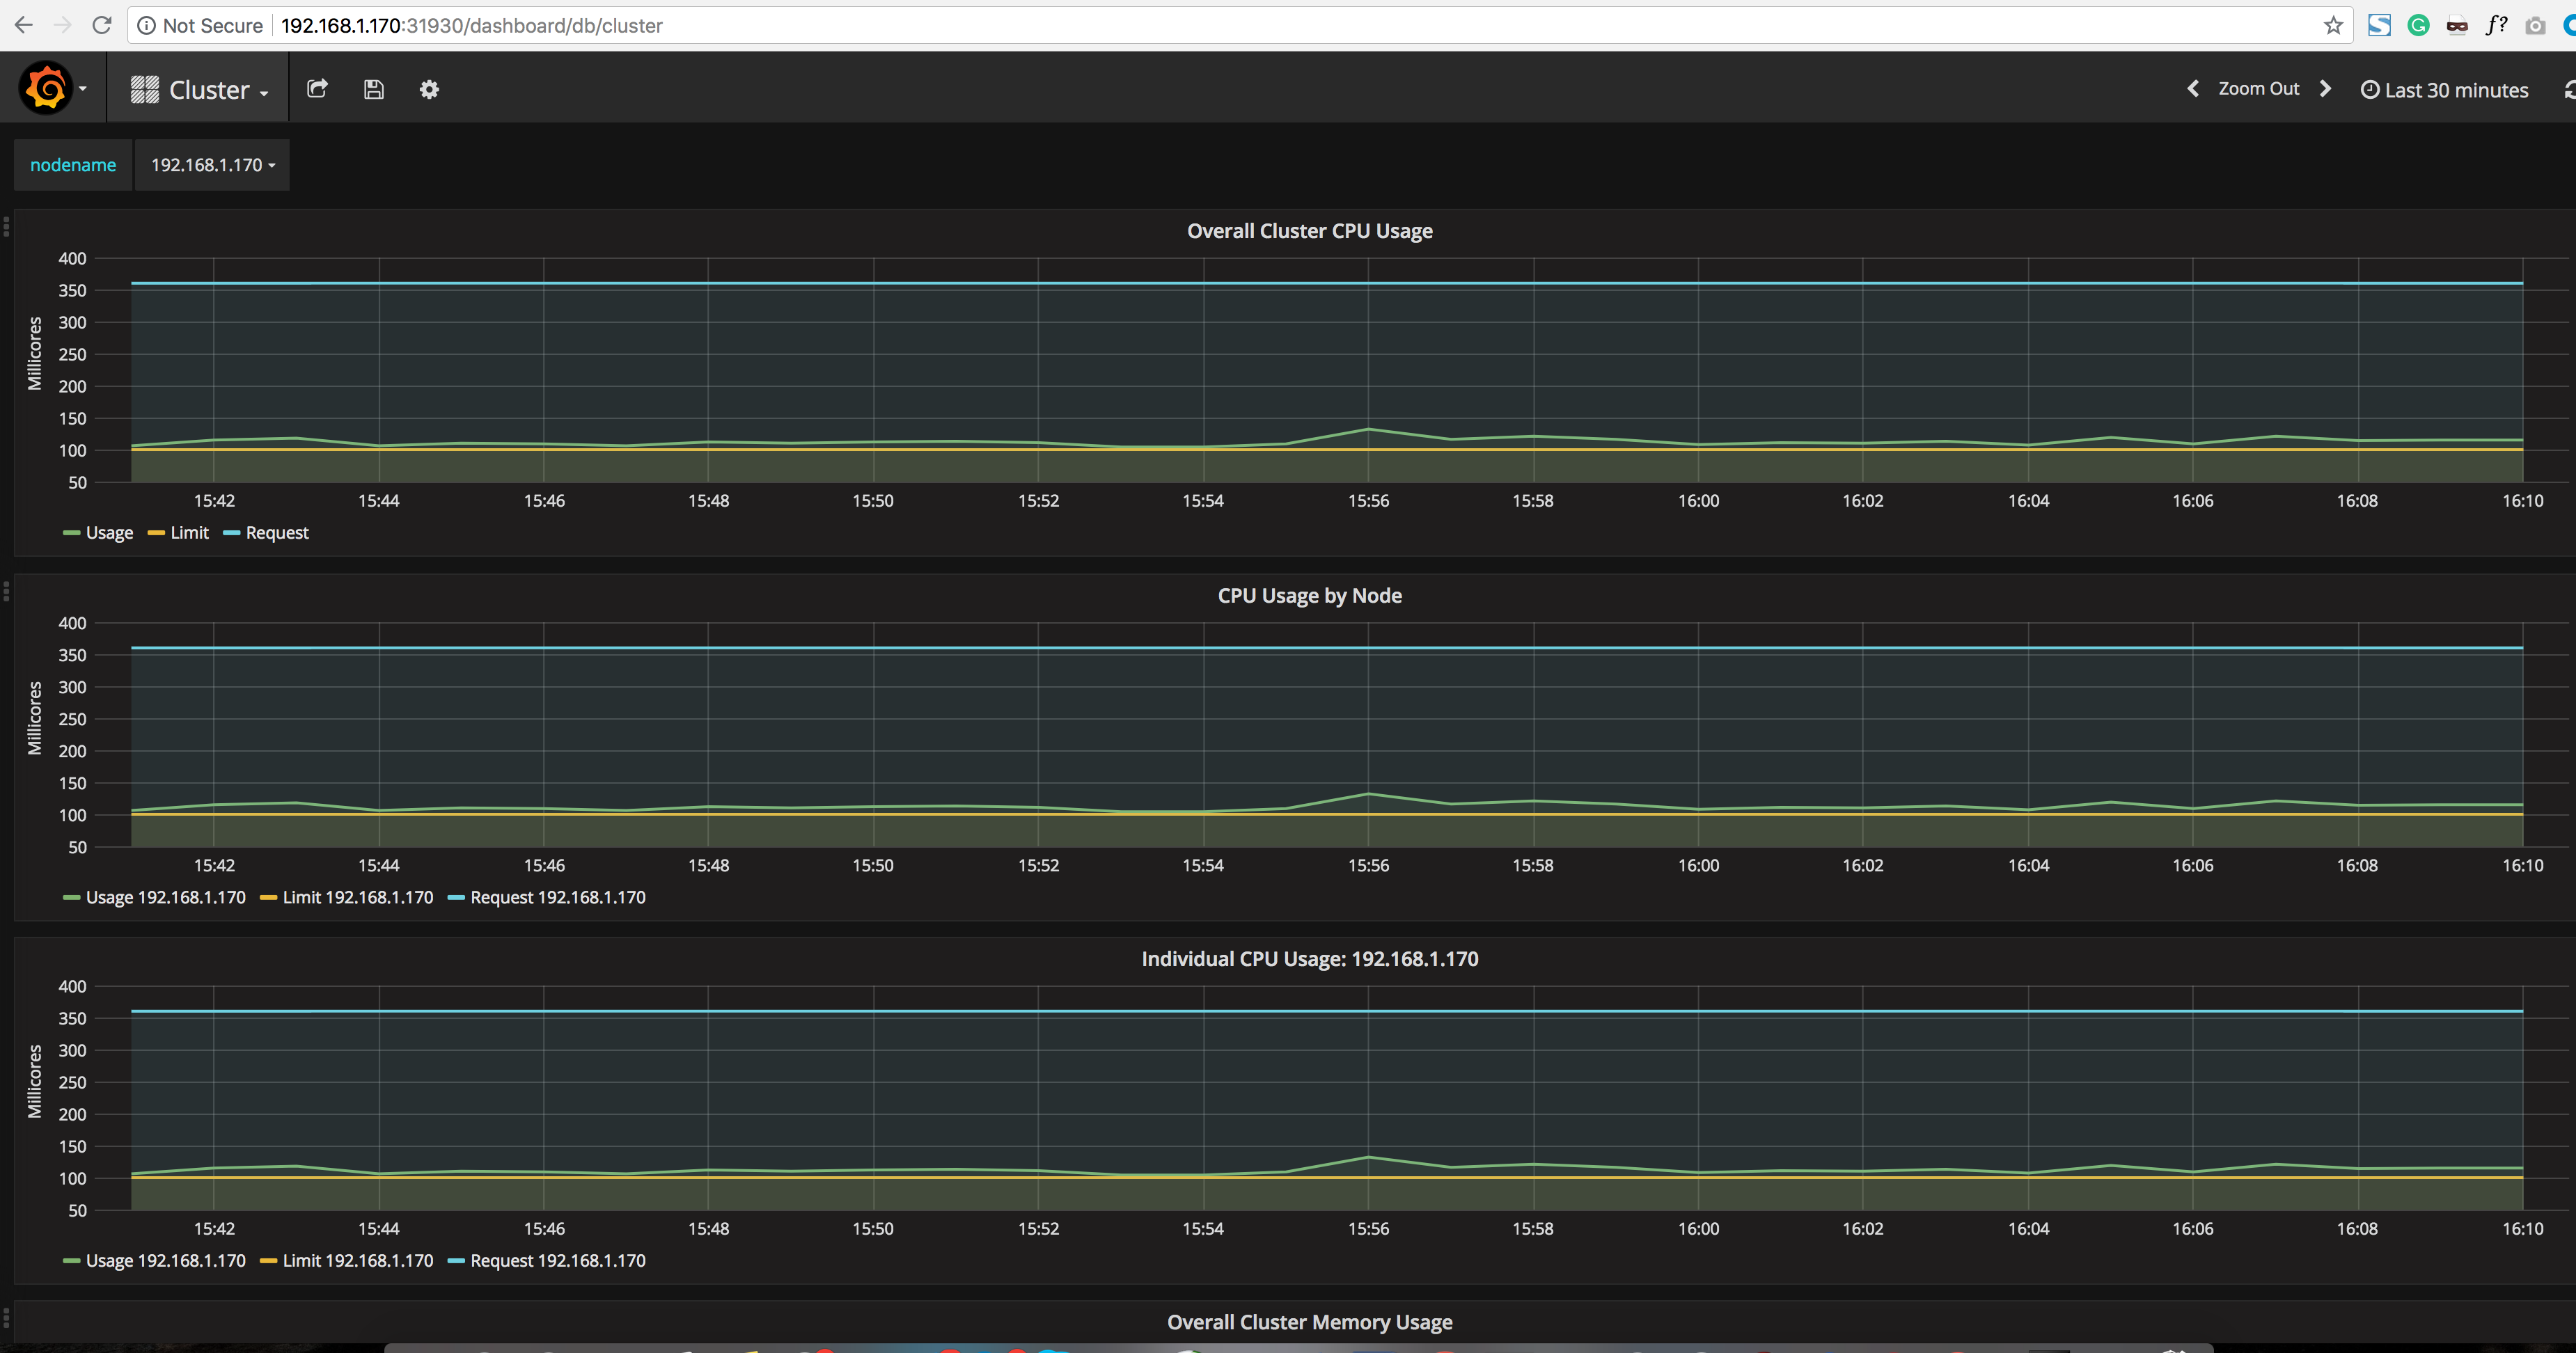 Not Secure 192.168.1.170:31930/dashboard/db/cluster
G f?
Cluster Zoom Out Last 30 minutes
nodename 192.168.1.170
Overall Cluster CPU Usage
400
350
300
250
200
150
100
50
Millicores
15:42 15:44 15:46 15:48 15:50 15:52 15:54 15:56 15:58 16:00 16:02 16:04 16:06 16:08 16:10
Usage Limit Request
CPU Usage by Node
400
350
300
250
200
150
100
50
Millicores
15:42 15:44 15:46 15:48 15:50 15:52 15:54 15:56 15:58 16:00 16:02 16:04 16:06 16:08 16:10
Usage 192.168.1.170 Limit 192.168.1.170 Request 192.168.1.170
Individual CPU Usage: 192.168.1.170
400
350
300
250
200
150
100
50
Millicores
15:42 15:44 15:46 15:48 15:50 15:52 15:54 15:56 15:58 16:00 16:02 16:04 16:06 16:08 16:10
Usage 192.168.1.170 Limit 192.168.1.170 Request 192.168.1.170
Overall Cluster Memory Usage